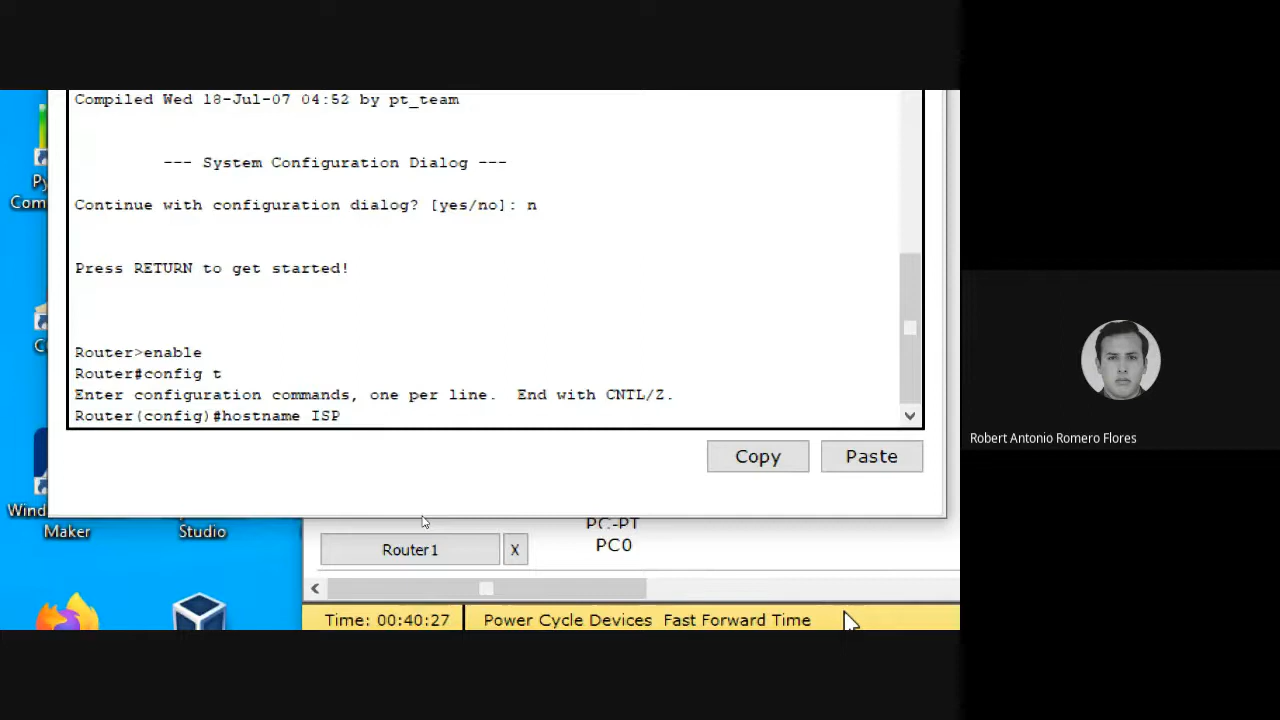 Compiled Wed 18-Jul-07 04:52 by pt_team
--- System Configuration Dialog ---
Continue with configuration dialog? [yes/no]: n
Press RETURN to get started!
Router>enable
Router#config t
Enter configuration commands, one per line.  End with CNTL/Z.
Router(config)#hostname ISP
Copy
Paste
Maker
Studio
PC-PT
PC0
Router1
X
Time: 00:40:27
Power Cycle Devices  Fast Forward Time
Robert Antonio Romero Flores